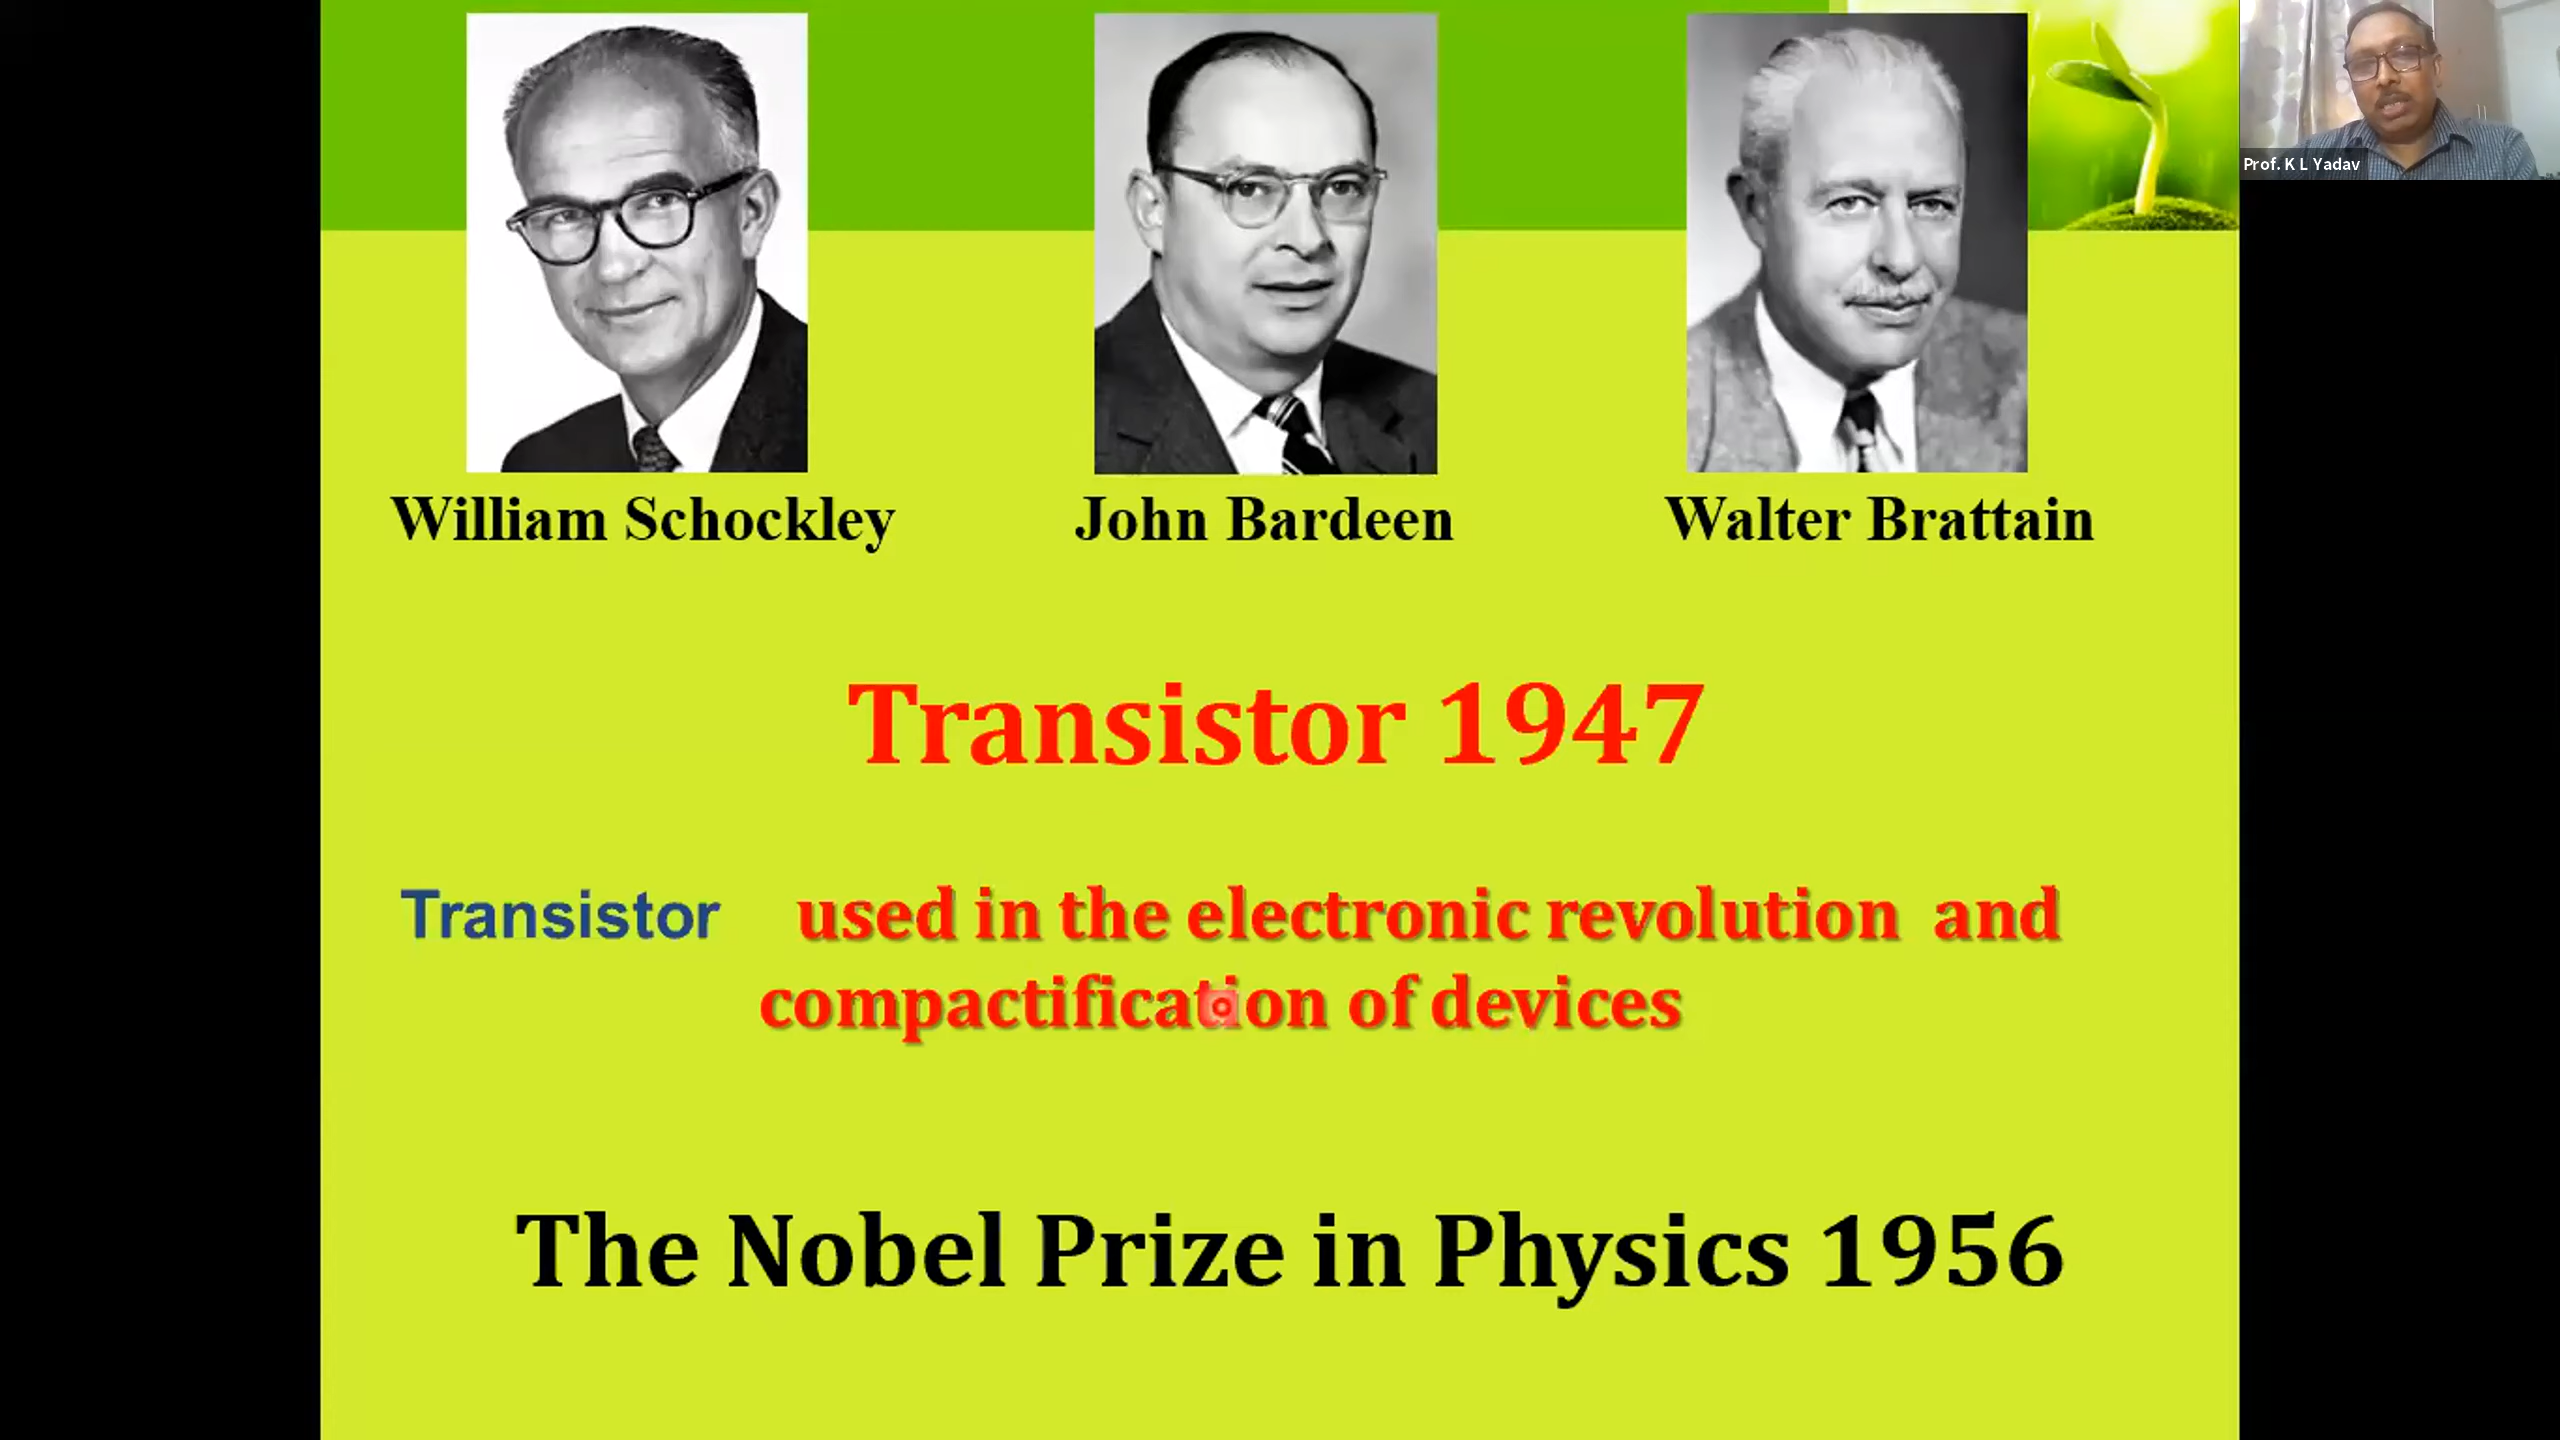 Prof. K L Yadav
William Schockley
John Bardeen
Walter Brattain
Transistor 1947
Transistor used in the electronic revolution and
compactification of devices
The Nobel Prize in Physics 1956